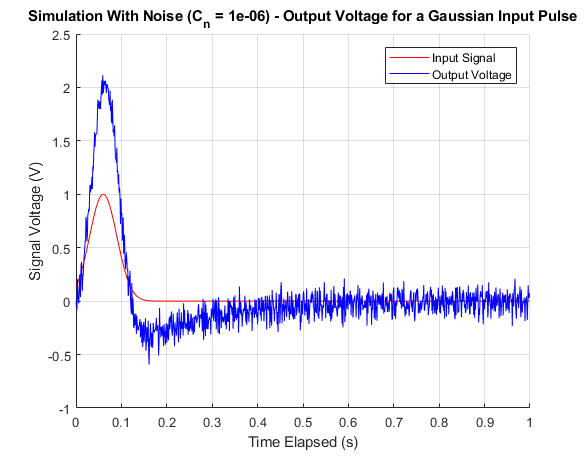 Simulation With Noise (Cn = 1e-06) - Output Voltage for a Gaussian Input Pulse
2.5
Input Signal
Output Voltage
2
1.5
1
0.5
0
-0.5
-1
Signal Voltage (V)
0 0.1 0.2 0.3 0.4 0.5 0.6 0.7 0.8 0.9 1
Time Elapsed (s)